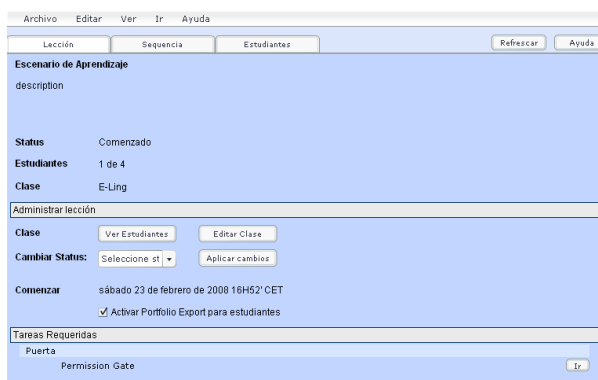 Archivo Editar Ver Ir Ayuda
Lección Sequencia Estudiantes Refrescar Ayuda
Escenario de Aprendizaje
description
Status Comenzado
Estudiantes 1 de 4
Clase E-Ling
Administrar lección
Clase Ver Estudiantes Editar Clase
Cambiar Status: Seleccione st Aplicar cambios
Comenzar sábado 23 de febrero de 2008 16H52' CET
Activar Portfolio Export para estudiantes
Tareas Requeridas
Puerta
Permission Gate Ir